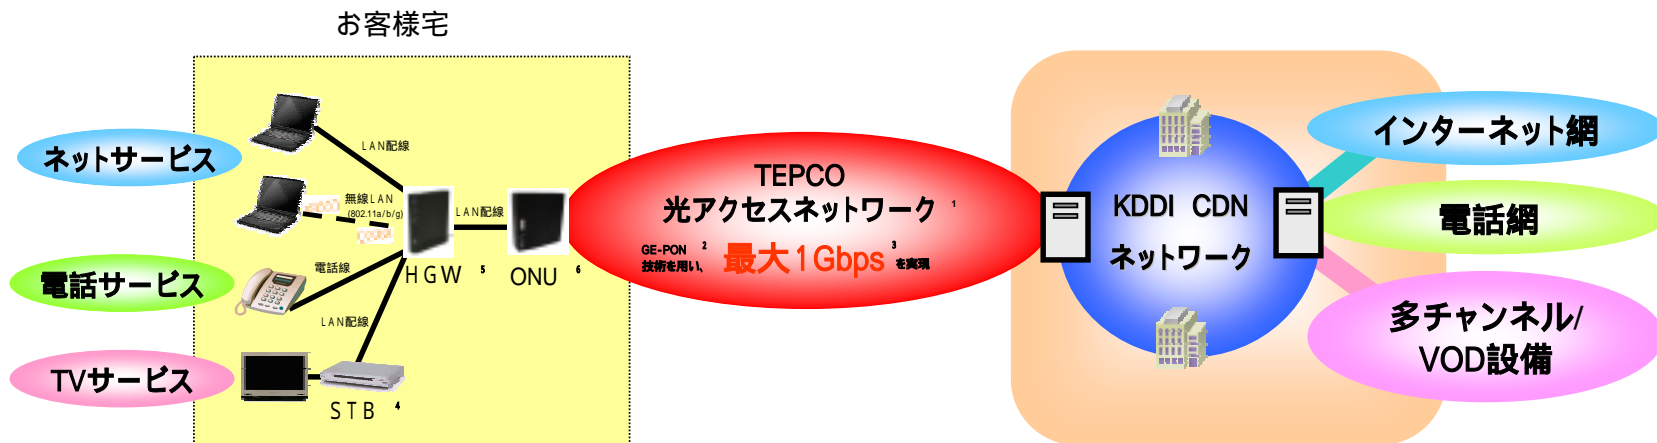 お客様宅
ネットサービス
電話サービス
TVサービス
LAN配線
無線LAN
(802.11a/b/g)
電話線
LAN配線
HGW 5
LAN配線
ONU 6
STB 4
TEPCO
光アクセスネットワーク 1
GE-PON 2
技術を用い、 最大1Gbps 3 を実現
KDDI CDN
ネットワーク
インターネット網
電話網
多チャンネル/
VOD設備